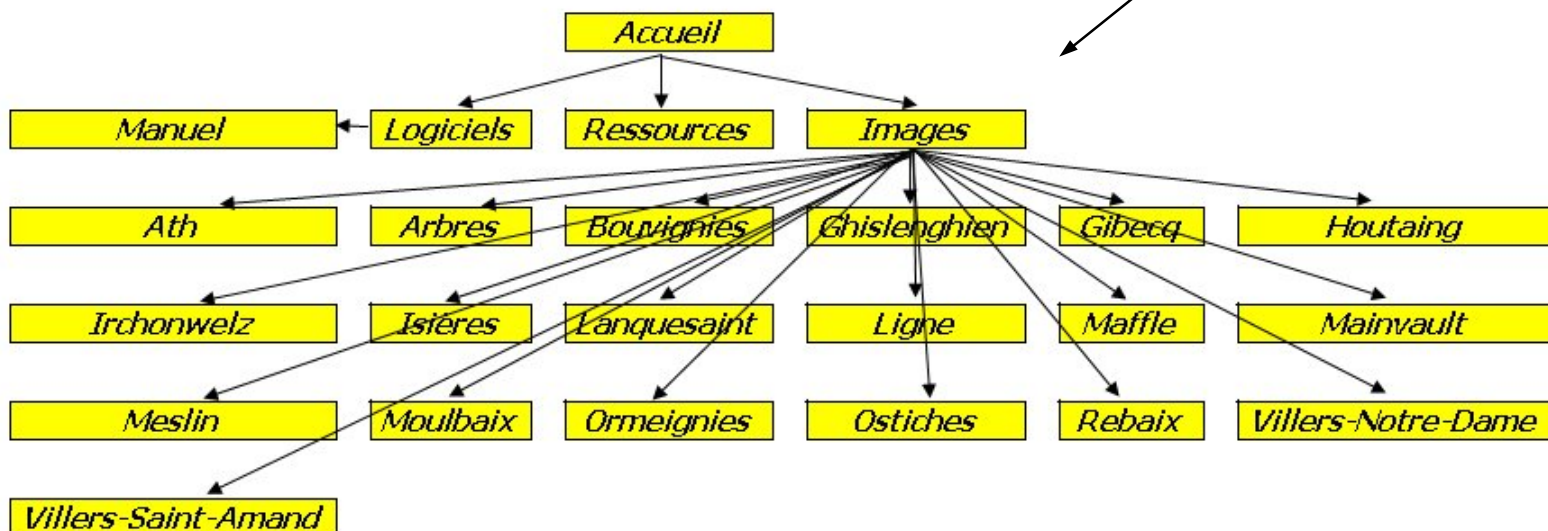 Accueil
Manuel Logiciels Ressources Images
Ath Arbres Bouvignies Ghislenghien Gibecq Houtaing
Irchonwelz Isières Lanquesaint Ligne Maffle Mainvault
Meslin Moulbaix Ormeignies Ostiches Rebaix Villers-Notre-Dame
Villers-Saint-Amand